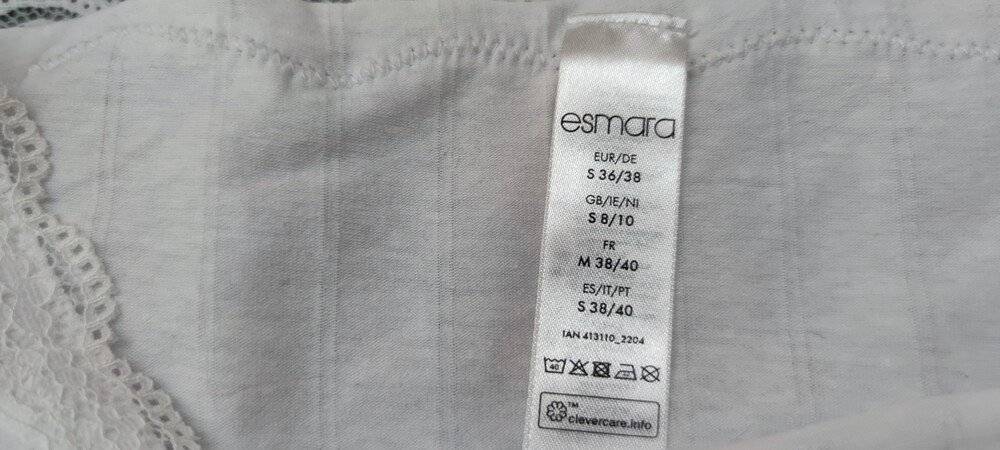 esmara
EUR/DE
S 36/38
GB/IE/NI
S 8/10
FR
M 38/40
ES/IT/PT
S 38/40
IAN 413110_2204
40
™
clevercare.info